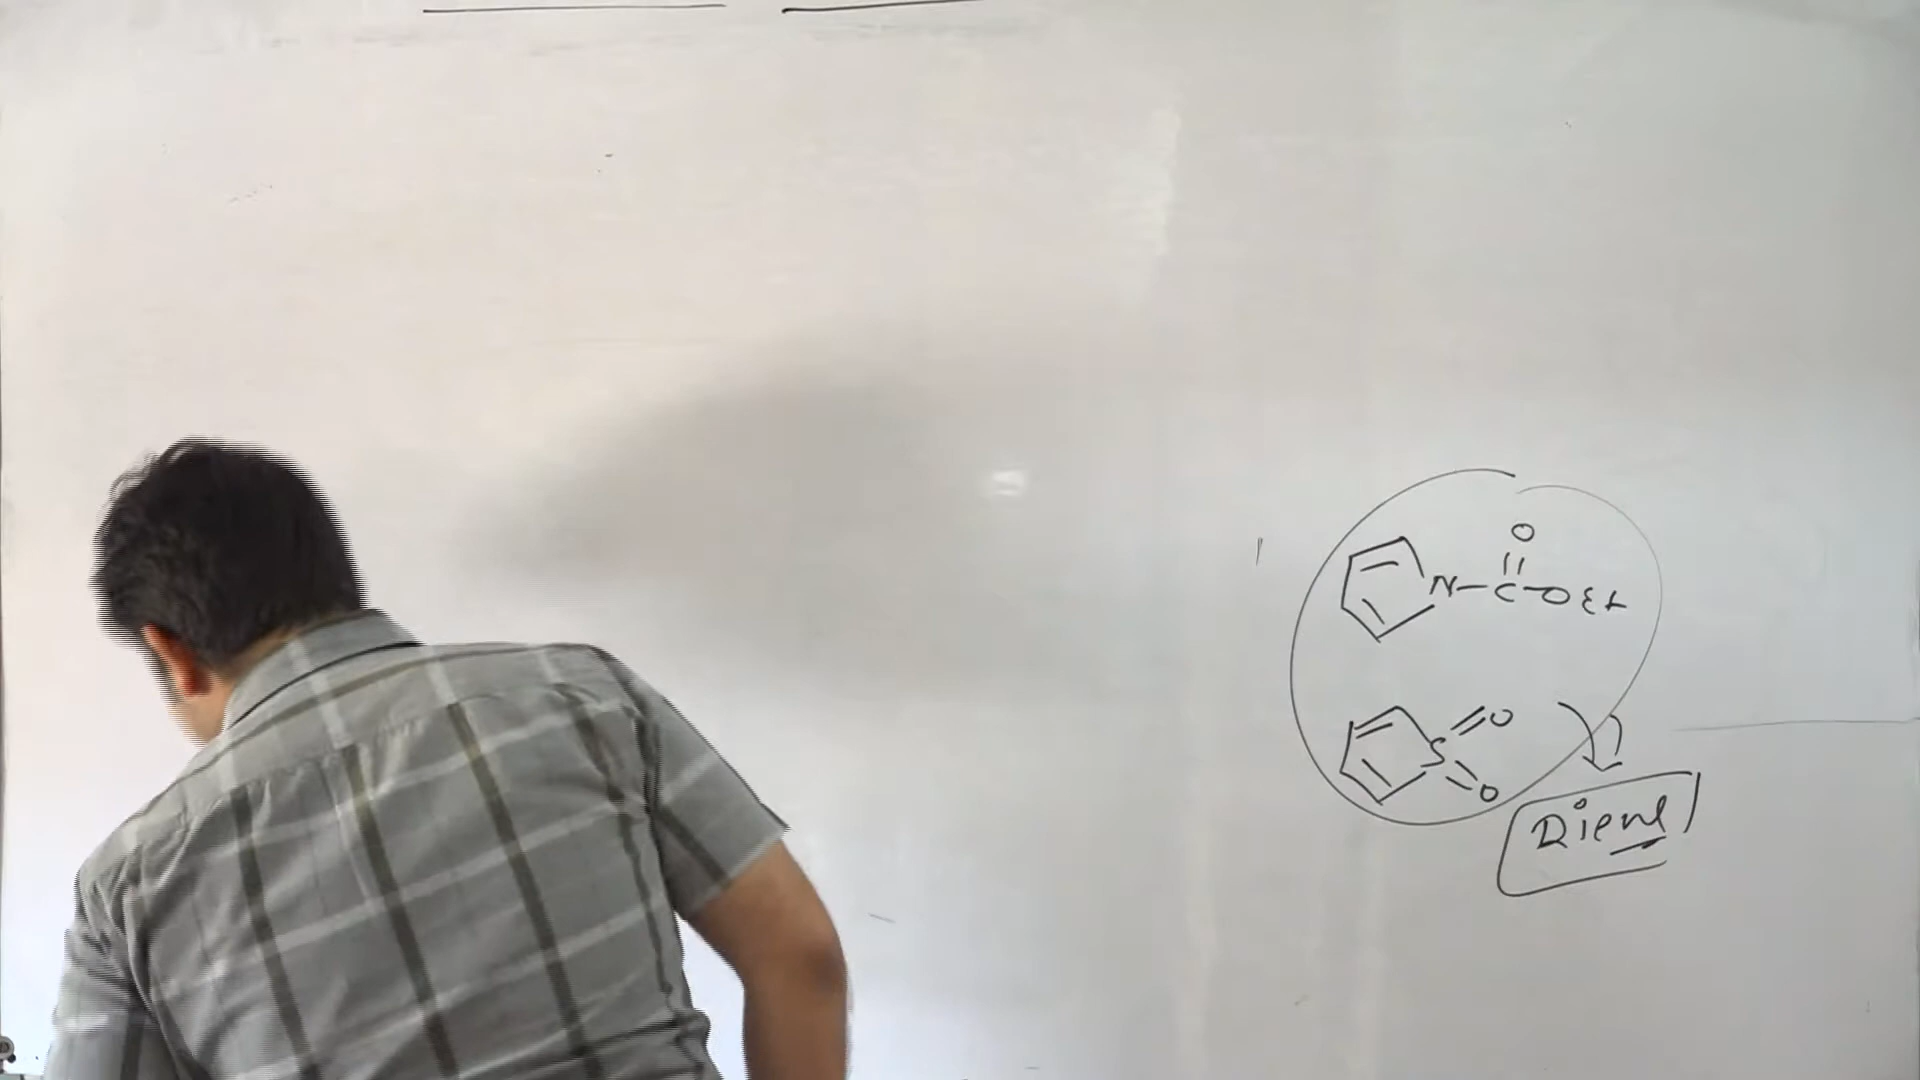 O
N-C-OEt
S=O
O
Diene